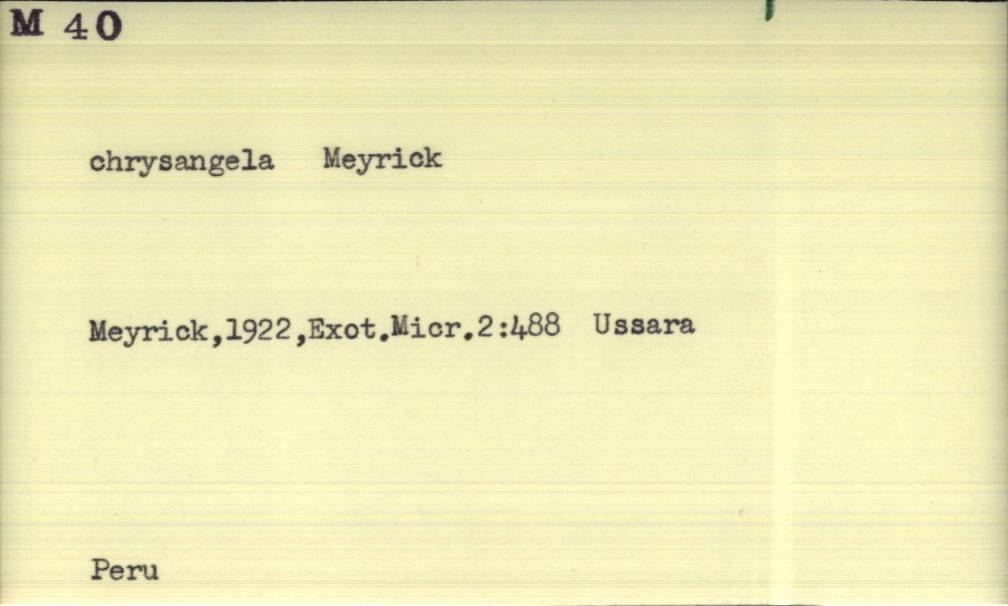 M 40
chrysangela Meyrick
Meyrick,1922,Exot.Micr.2:488 Ussara
Peru